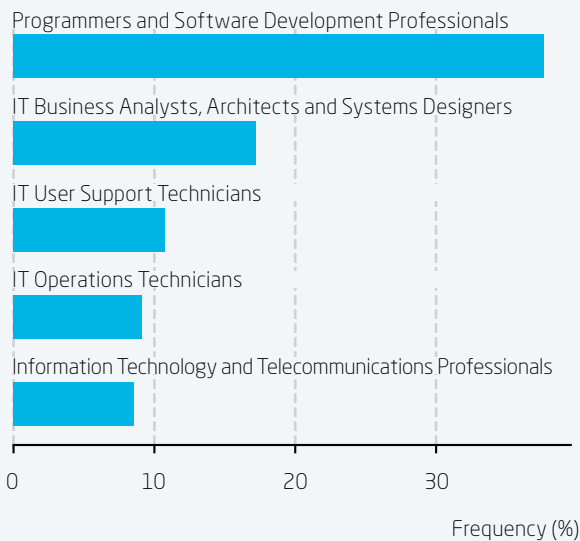 Programmers and Software Development Professionals
IT Business Analysts, Architects and Systems Designers
IT User Support Technicians
IT Operations Technicians
Information Technology and Telecommunications Professionals
0 10 20 30
Frequency (%)